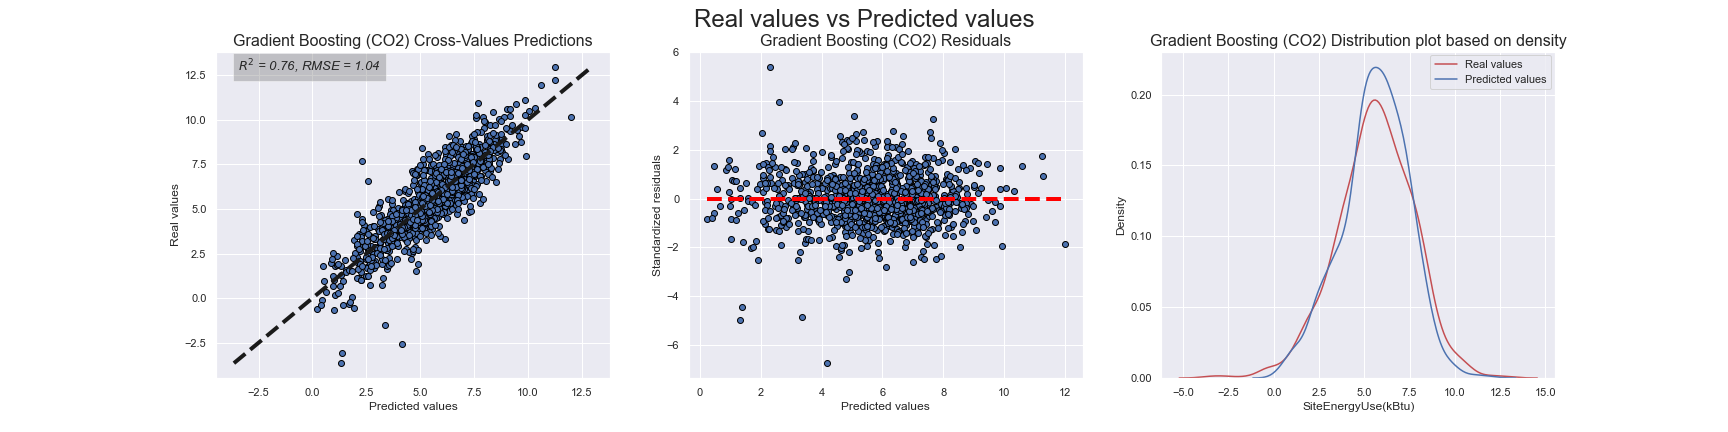 Real values vs Predicted values
Gradient Boosting (CO2) Cross-Values Predictions
R² = 0.76, RMSE = 1.04
Real values
12.5
10.0
7.5
5.0
2.5
0.0
−2.5
−2.5 0.0 2.5 5.0 7.5 10.0 12.5
Predicted values
Gradient Boosting (CO2) Residuals
Standardized residuals
6
4
2
0
−2
−4
−6
0 2 4 6 8 10 12
Predicted values
Gradient Boosting (CO2) Distribution plot based on density
Real values
Predicted values
Density
0.20
0.15
0.10
0.05
0.00
−5.0 −2.5 0.0 2.5 5.0 7.5 10.0 12.5 15.0
SiteEnergyUse(kBtu)